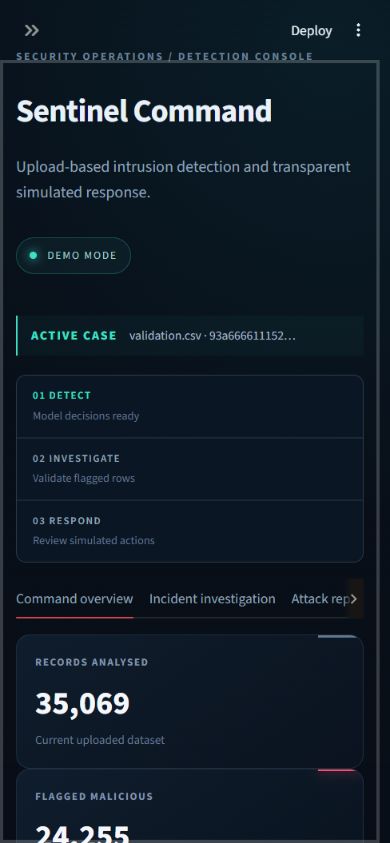 Deploy
SECURITY OPERATIONS / DETECTION CONSOLE
Sentinel Command
Upload-based intrusion detection and transparent
simulated response.
DEMO MODE
ACTIVE CASE validation.csv · 93a666611152…
01 DETECT
Model decisions ready
02 INVESTIGATE
Validate flagged rows
03 RESPOND
Review simulated actions
Command overview Incident investigation Attack rep
RECORDS ANALYSED
35,069
Current uploaded dataset
FLAGGED MALICIOUS
24,255